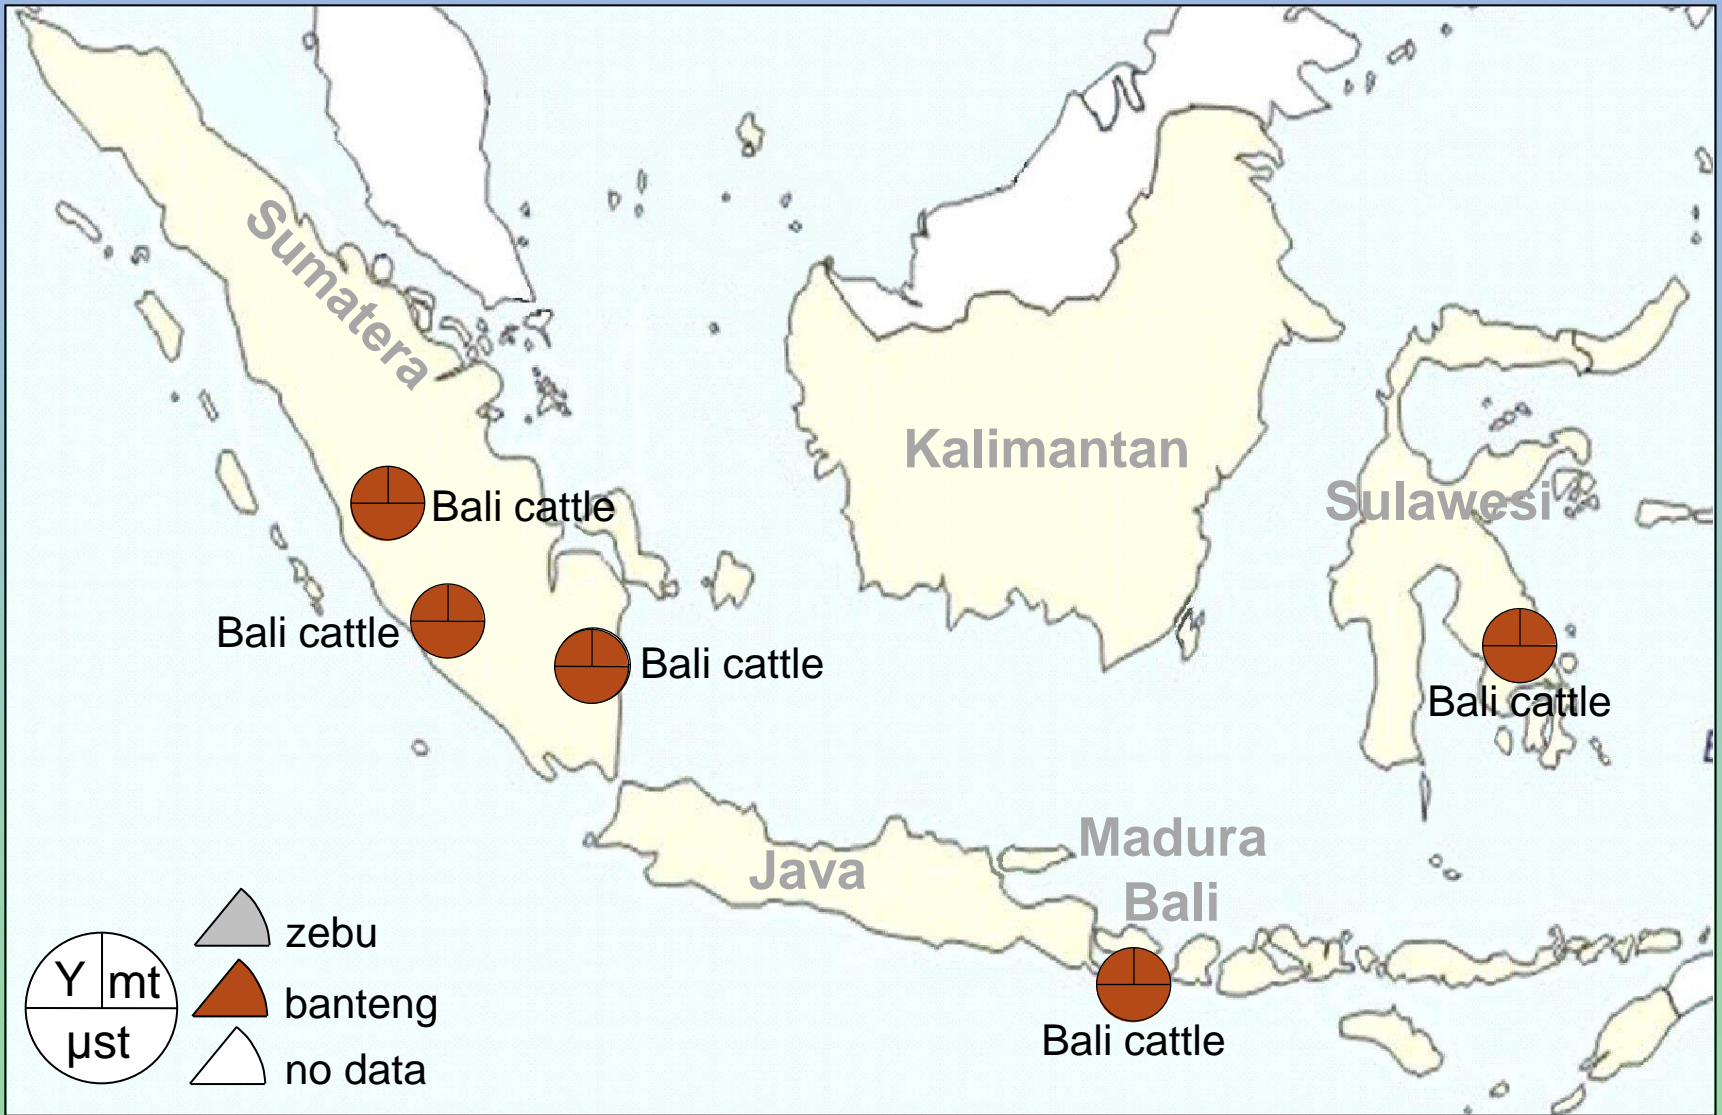 Sumatera
Kalimantan
Sulawesi
Bali cattle
Bali cattle
Bali cattle
Bali cattle
Madura
Java
Bali
Bali cattle
zebu
banteng
no data
Y mt
µst